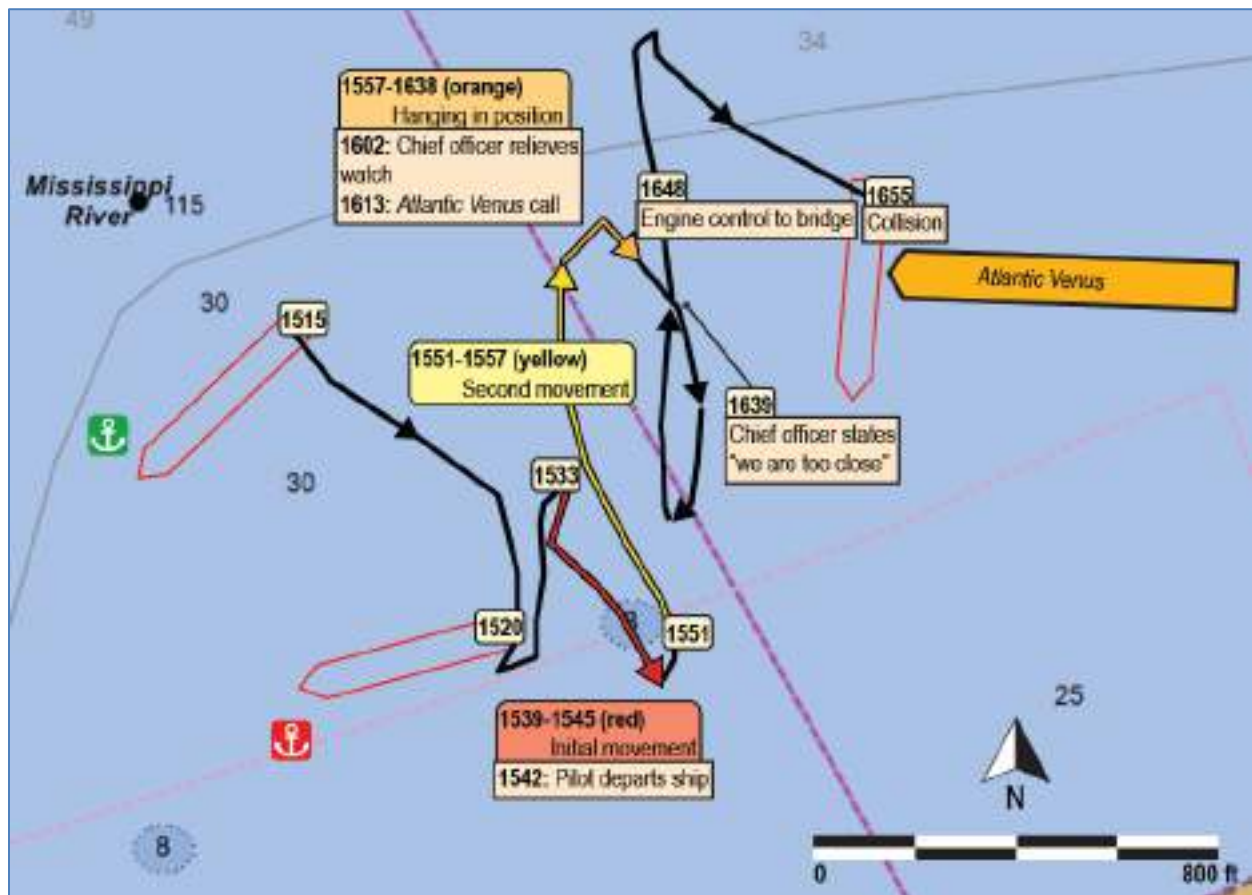 49
34
1557-1638 (orange)
Hanging in position
1602: Chief officer relieves
watch
1613: Atlantic Venus call
Mississippi
River
115
1648
Engine control to bridge
1655
Collision
Atlantic Venus
30
1515
1551-1557 (yellow)
Second movement
1639
Chief officer states
"we are too close"
30
1533
1520
8
1551
1539-1545 (red)
Initial movement
1542: Pilot departs ship
25
N
8
0
800 ft